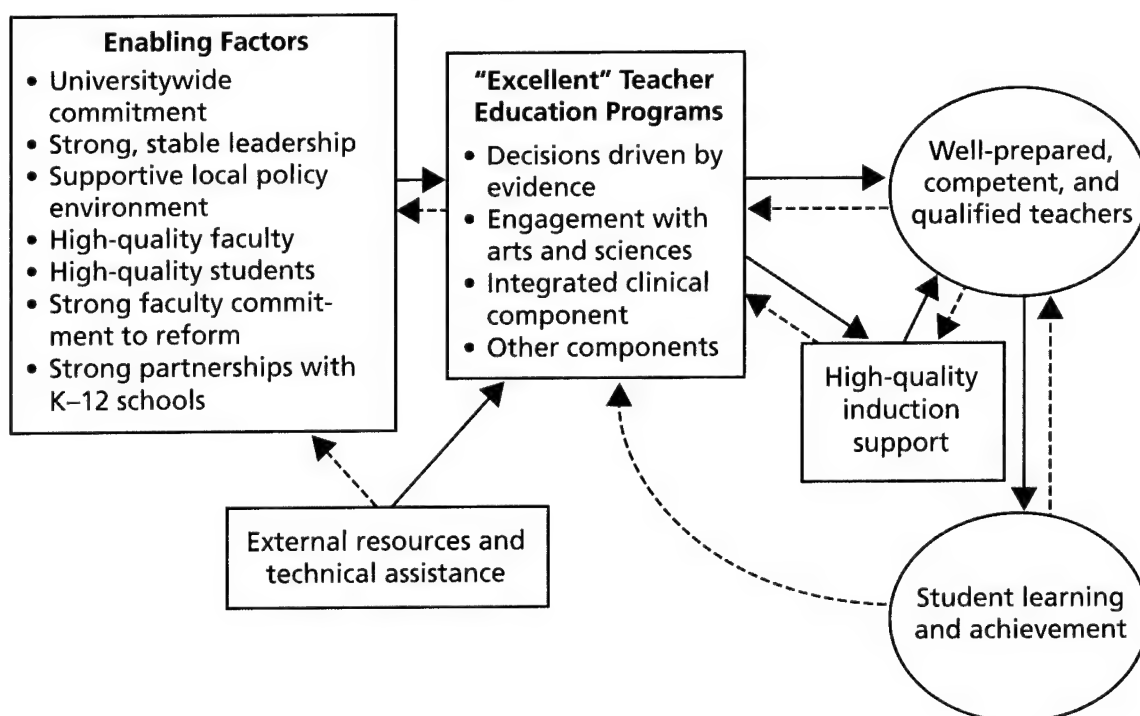 Enabling Factors
• Universitywide
commitment
• Strong, stable leadership
• Supportive local policy
environment
• High-quality faculty
• High-quality students
• Strong faculty commit-
ment to reform
• Strong partnerships with
K–12 schools
“Excellent” Teacher
Education Programs
• Decisions driven by
evidence
• Engagement with
arts and sciences
• Integrated clinical
component
• Other components
Well-prepared,
competent, and
qualified teachers
High-quality
induction
support
External resources and
technical assistance
Student learning
and achievement